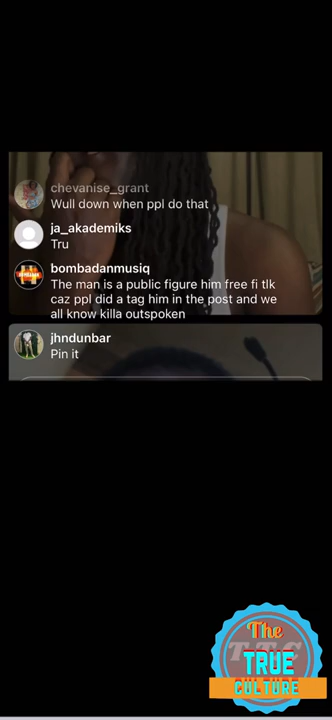 chevanise_grant
Wull down when ppl do that
ja_akademiks
Tru
bombadanmusiq
The man is a public figure him free fi tlk
caz ppl did a tag him in the post and we
all know killa outspoken
jhndunbar
Pin it
The
TTC
TRUE
CULTURE